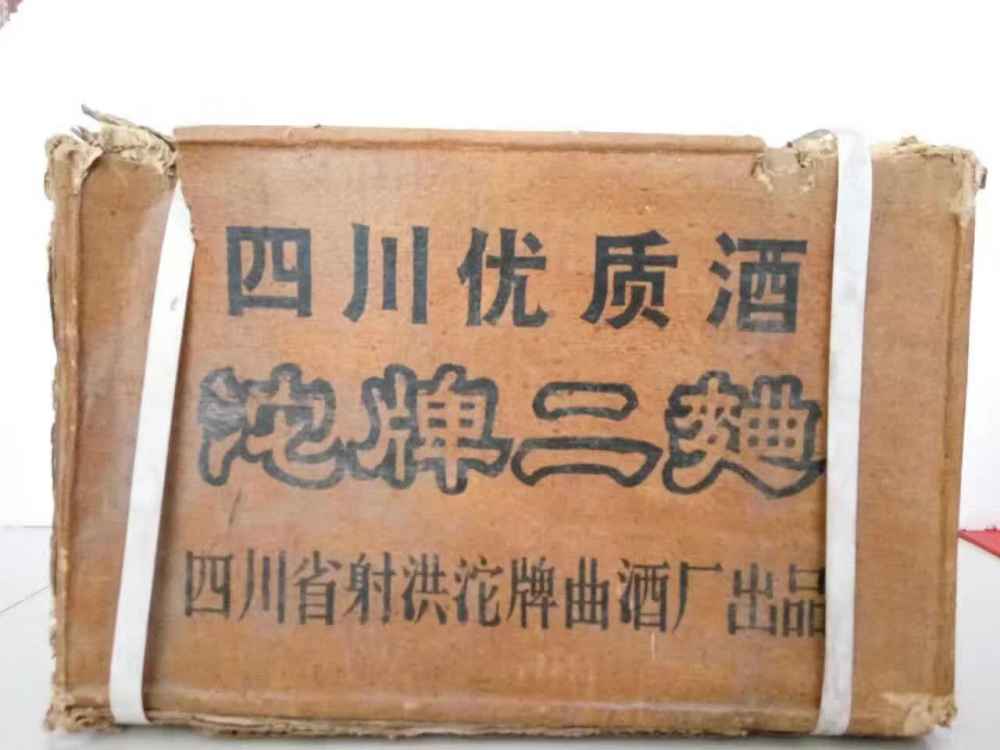 四川优质酒
沱牌二麯
四川省射洪沱牌曲酒厂出品